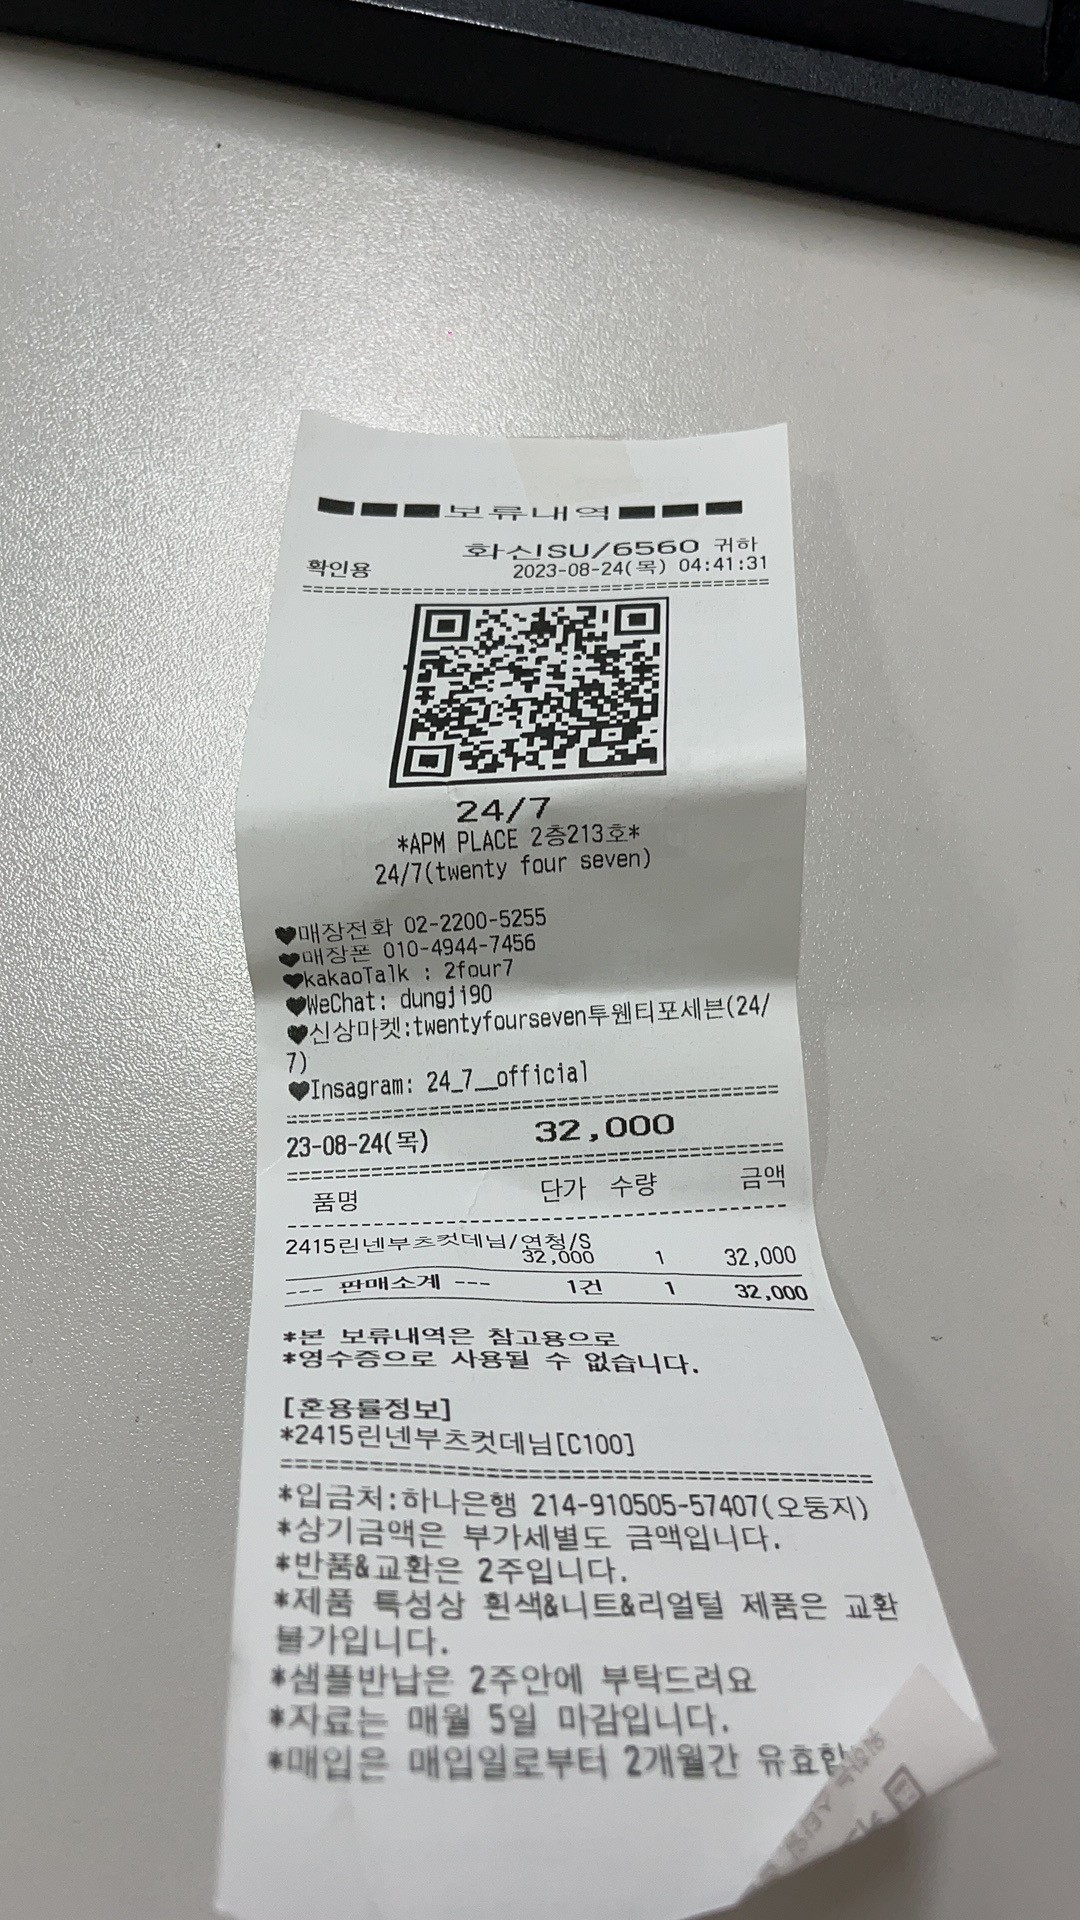 ■■■보류내역■■■
화신SU/6560 귀하
확인용 2023-08-24(목) 04:41:31
24/7
*APM PLACE 2층213호*
24/7(twenty four seven)
♥매장전화 02-2200-5255
♥매장폰 010-4944-7456
♥kakaoTalk : 2four7
♥WeChat: dungji90
♥신상마켓:twentyfourseven투웬티포세븐(24/
7)
♥Insagram: 24_7__official
23-08-24(목) 32,000
품명 단가 수량 금액
2415린넨부츠컷데님/연청/S
32,000 1 32,000
--- 판매소계 --- 1건 1 32,000
*본 보류내역은 참고용으로
*영수증으로 사용될 수 없습니다.
[혼용률정보]
*2415린넨부츠컷데님[C100]
*입금처:하나은행 214-910505-57407(오둥지)
*상기금액은 부가세별도 금액입니다.
*반품&교환은 2주입니다.
*제품 특성상 흰색&니트&리얼털 제품은 교환
불가입니다.
*샘플반납은 2주안에 부탁드려요
*자료는 매월 5일 마감입니다.
*매입은 매입일로부터 2개월간